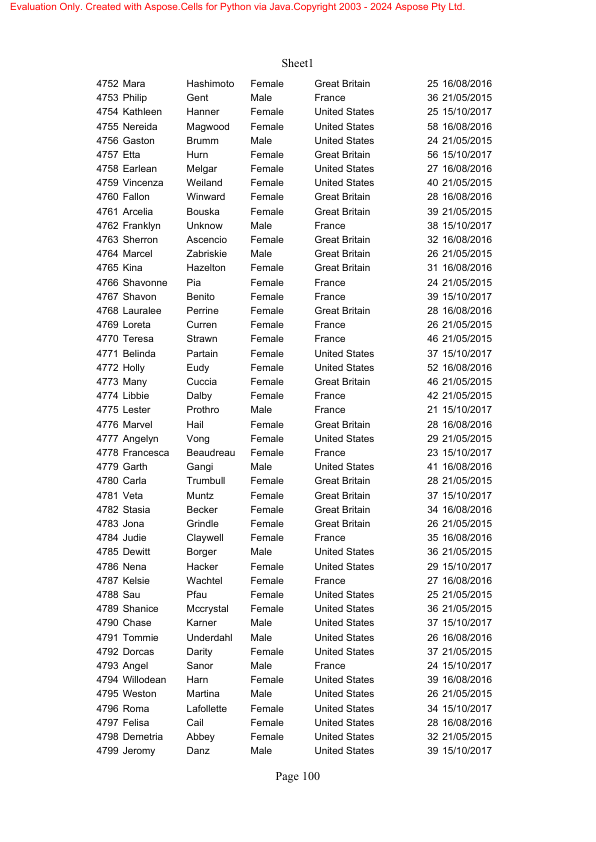 Evaluation Only. Created with Aspose.Cells for Python via Java.Copyright 2003 - 2024 Aspose Pty Ltd.
Sheet1
4752 Mara Hashimoto Female Great Britain 25 16/08/2016
4753 Philip Gent Male France 36 21/05/2015
4754 Kathleen Hanner Female United States 25 15/10/2017
4755 Nereida Magwood Female United States 58 16/08/2016
4756 Gaston Brumm Male United States 24 21/05/2015
4757 Etta Hurn Female Great Britain 56 15/10/2017
4758 Earlean Melgar Female United States 27 16/08/2016
4759 Vincenza Weiland Female United States 40 21/05/2015
4760 Fallon Winward Female Great Britain 28 16/08/2016
4761 Arcelia Bouska Female Great Britain 39 21/05/2015
4762 Franklyn Unknow Male France 38 15/10/2017
4763 Sherron Ascencio Female Great Britain 32 16/08/2016
4764 Marcel Zabriskie Male Great Britain 26 21/05/2015
4765 Kina Hazelton Female Great Britain 31 16/08/2016
4766 Shavonne Pia Female France 24 21/05/2015
4767 Shavon Benito Female France 39 15/10/2017
4768 Lauralee Perrine Female Great Britain 28 16/08/2016
4769 Loreta Curren Female France 26 21/05/2015
4770 Teresa Strawn Female France 46 21/05/2015
4771 Belinda Partain Female United States 37 15/10/2017
4772 Holly Eudy Female United States 52 16/08/2016
4773 Many Cuccia Female Great Britain 46 21/05/2015
4774 Libbie Dalby Female France 42 21/05/2015
4775 Lester Prothro Male France 21 15/10/2017
4776 Marvel Hail Female Great Britain 28 16/08/2016
4777 Angelyn Vong Female United States 29 21/05/2015
4778 Francesca Beaudreau Female France 23 15/10/2017
4779 Garth Gangi Male United States 41 16/08/2016
4780 Carla Trumbull Female Great Britain 28 21/05/2015
4781 Veta Muntz Female Great Britain 37 15/10/2017
4782 Stasia Becker Female Great Britain 34 16/08/2016
4783 Jona Grindle Female Great Britain 26 21/05/2015
4784 Judie Claywell Female France 35 16/08/2016
4785 Dewitt Borger Male United States 36 21/05/2015
4786 Nena Hacker Female United States 29 15/10/2017
4787 Kelsie Wachtel Female France 27 16/08/2016
4788 Sau Pfau Female United States 25 21/05/2015
4789 Shanice Mccrystal Female United States 36 21/05/2015
4790 Chase Karner Male United States 37 15/10/2017
4791 Tommie Underdahl Male United States 26 16/08/2016
4792 Dorcas Darity Female United States 37 21/05/2015
4793 Angel Sanor Male France 24 15/10/2017
4794 Willodean Harn Female United States 39 16/08/2016
4795 Weston Martina Male United States 26 21/05/2015
4796 Roma Lafollette Female United States 34 15/10/2017
4797 Felisa Cail Female United States 28 16/08/2016
4798 Demetria Abbey Female United States 32 21/05/2015
4799 Jeromy Danz Male United States 39 15/10/2017
Page 100